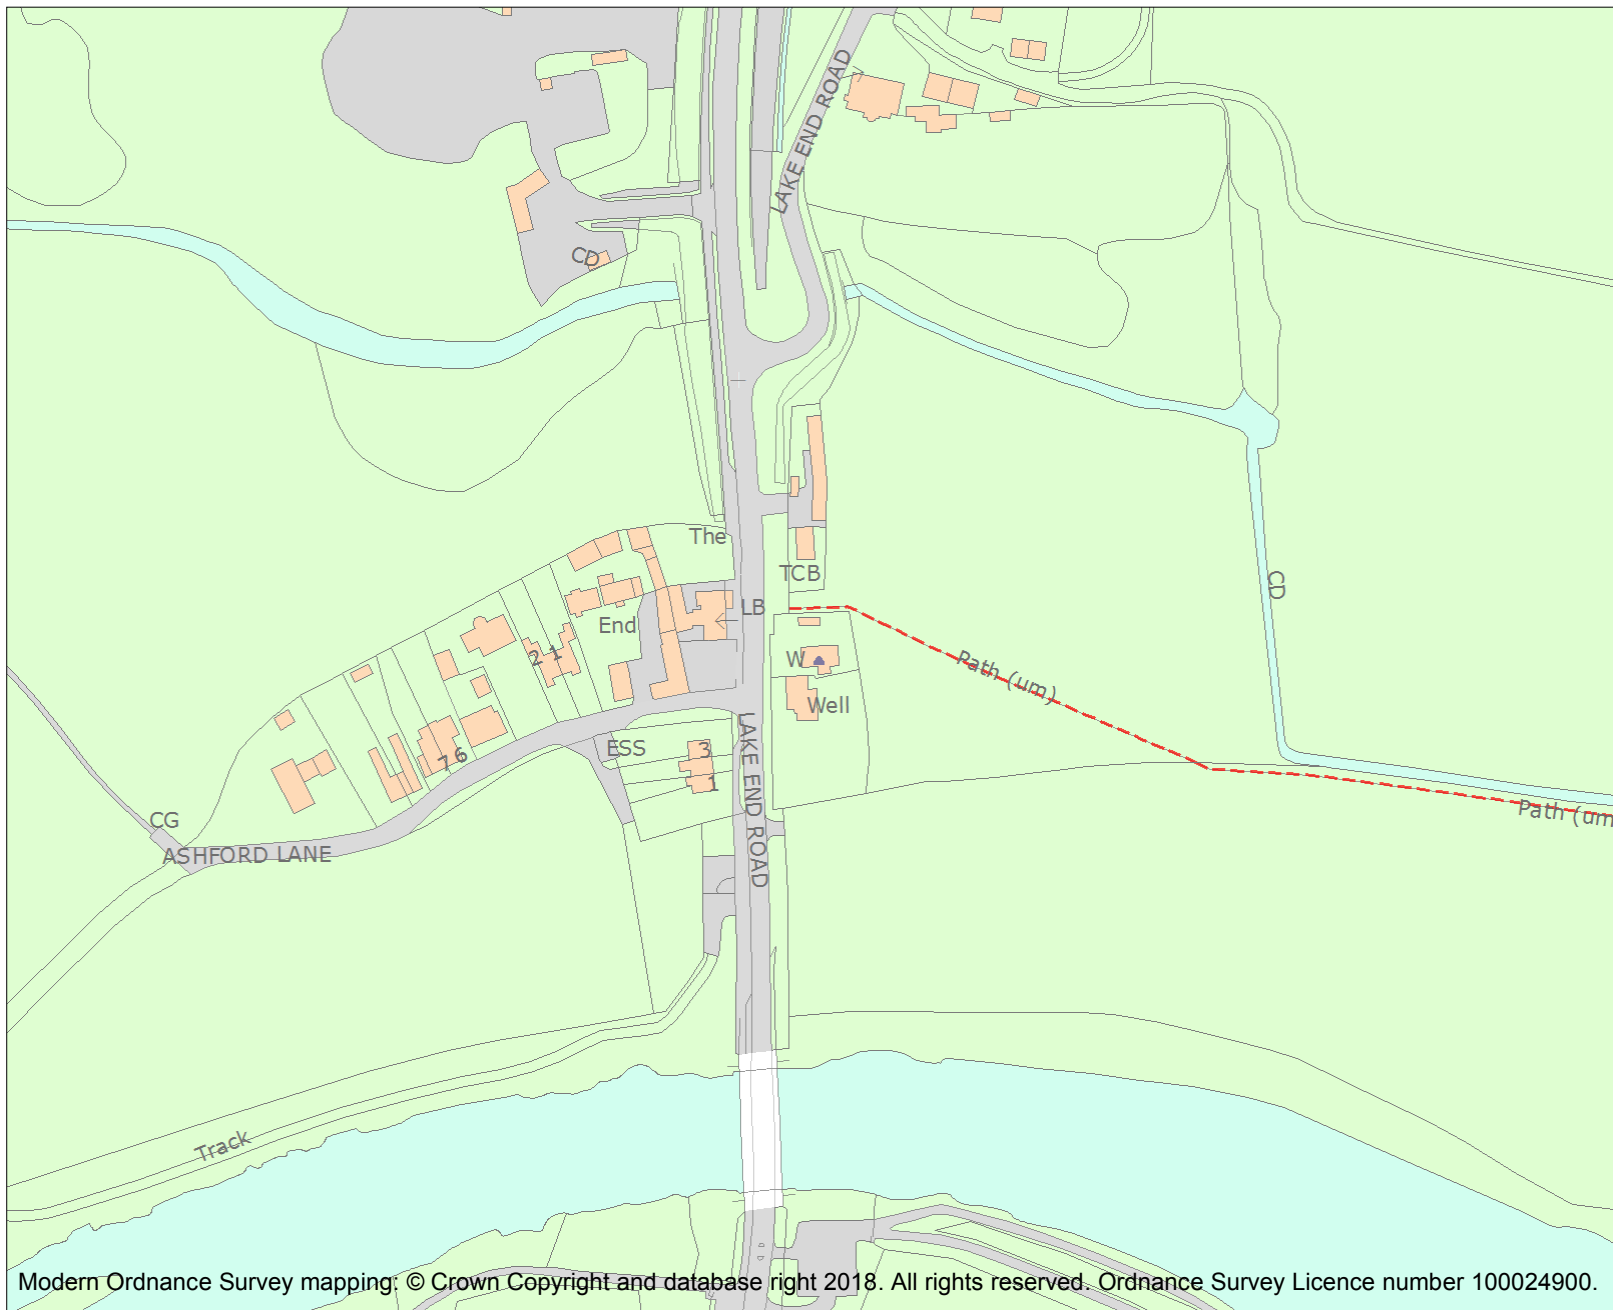 LAKE END ROAD
CD
The
TCB
LB
End
CD
2 1
W
Path (um)
Well
ESS
3
7 6
1
LAKE END ROAD
Path (um
CG
ASHFORD LANE
Track
Modern Ordnance Survey mapping: © Crown Copyright and database right 2018. All rights reserved. Ordnance Survey Licence number 100024900.